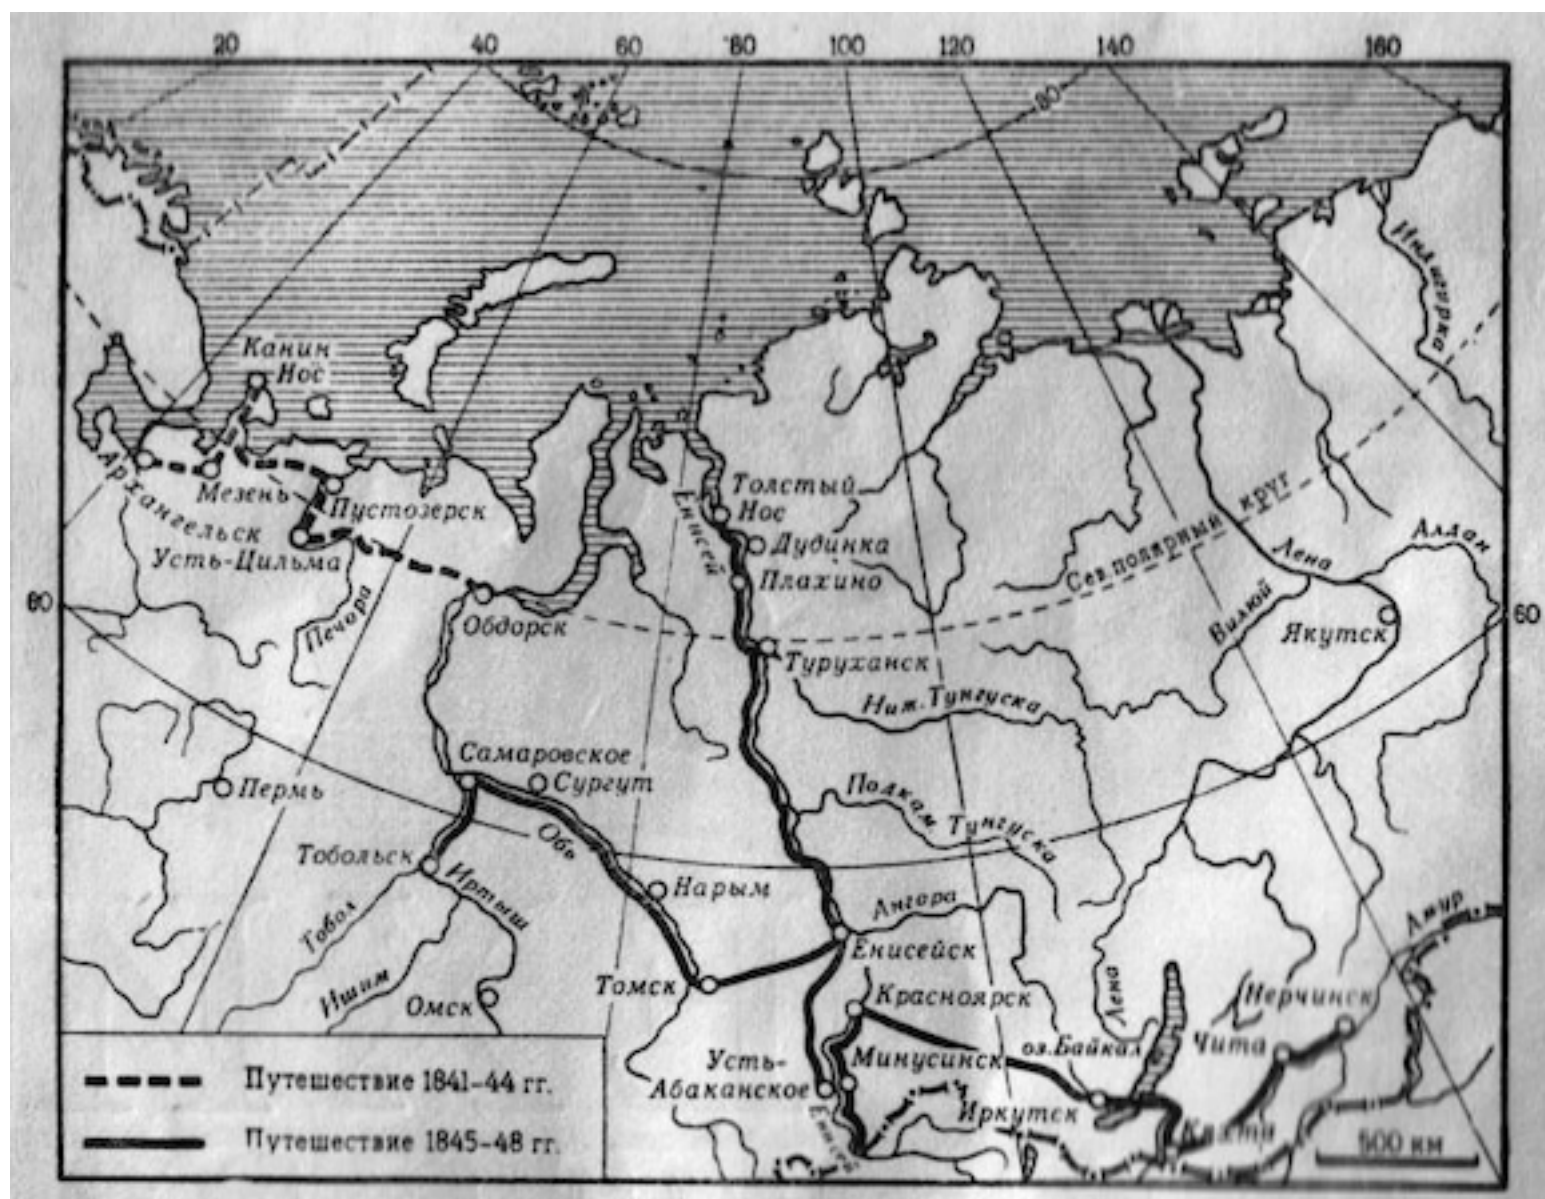 20 40 60 80 100 120 140 160
80
Индигирка
Канин
Нос
Архангельск
Мезень
Пустозерск
Усть-Цильма
Печора
Обдорск
Енисей
Толстый
Нос
Дудинка
Плахино
Туруханск
Сев. полярный круг
Лена
Алдан
Вилюй
Якутск
60
60
Ниж. Тунгуска
Подкам. Тунгуска
Самаровское
Сургут
Пермь
Обь
Тобольск
Иртыш
Нарым
Тобол
Ишим
Омск
Томск
Ангара
Енисейск
Красноярск
Лена
Амур
Нерчинск
Чита
оз. Байкал
Минусинск
Усть-
Абаканское
Енисей
Иркутск
Кяхта
500 км
Путешествие 1841–44 гг.
Путешествие 1845–48 гг.